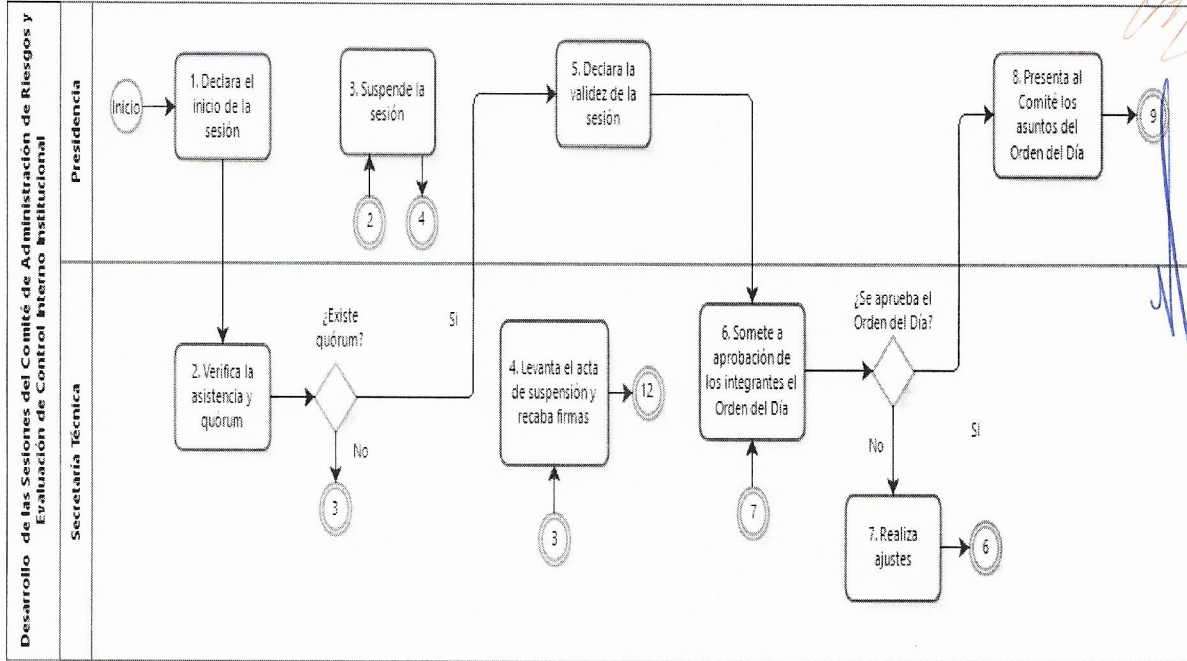 Desarrollo de las Sesiones del Comité de Administración de Riesgos y
Evaluación de Control Interno Institucional
Presidencia
Inicio
1. Declara el
inicio de la
sesión
3. Suspende la
sesión
2
4
5. Declara la
validez de la
sesión
8. Presenta al
Comité los
asuntos del
Orden del Día
9
Secretaría Técnica
2. Verifica la
asistencia y
quórum
¿Existe
quórum?
Si
No
3
4. Levanta el acta
de suspensión y
recaba firmas
12
3
6. Somete a
aprobación de
los integrantes el
Orden del Día
7
¿Se aprueba el
Orden del Día?
Si
No
7. Realiza
ajustes
6